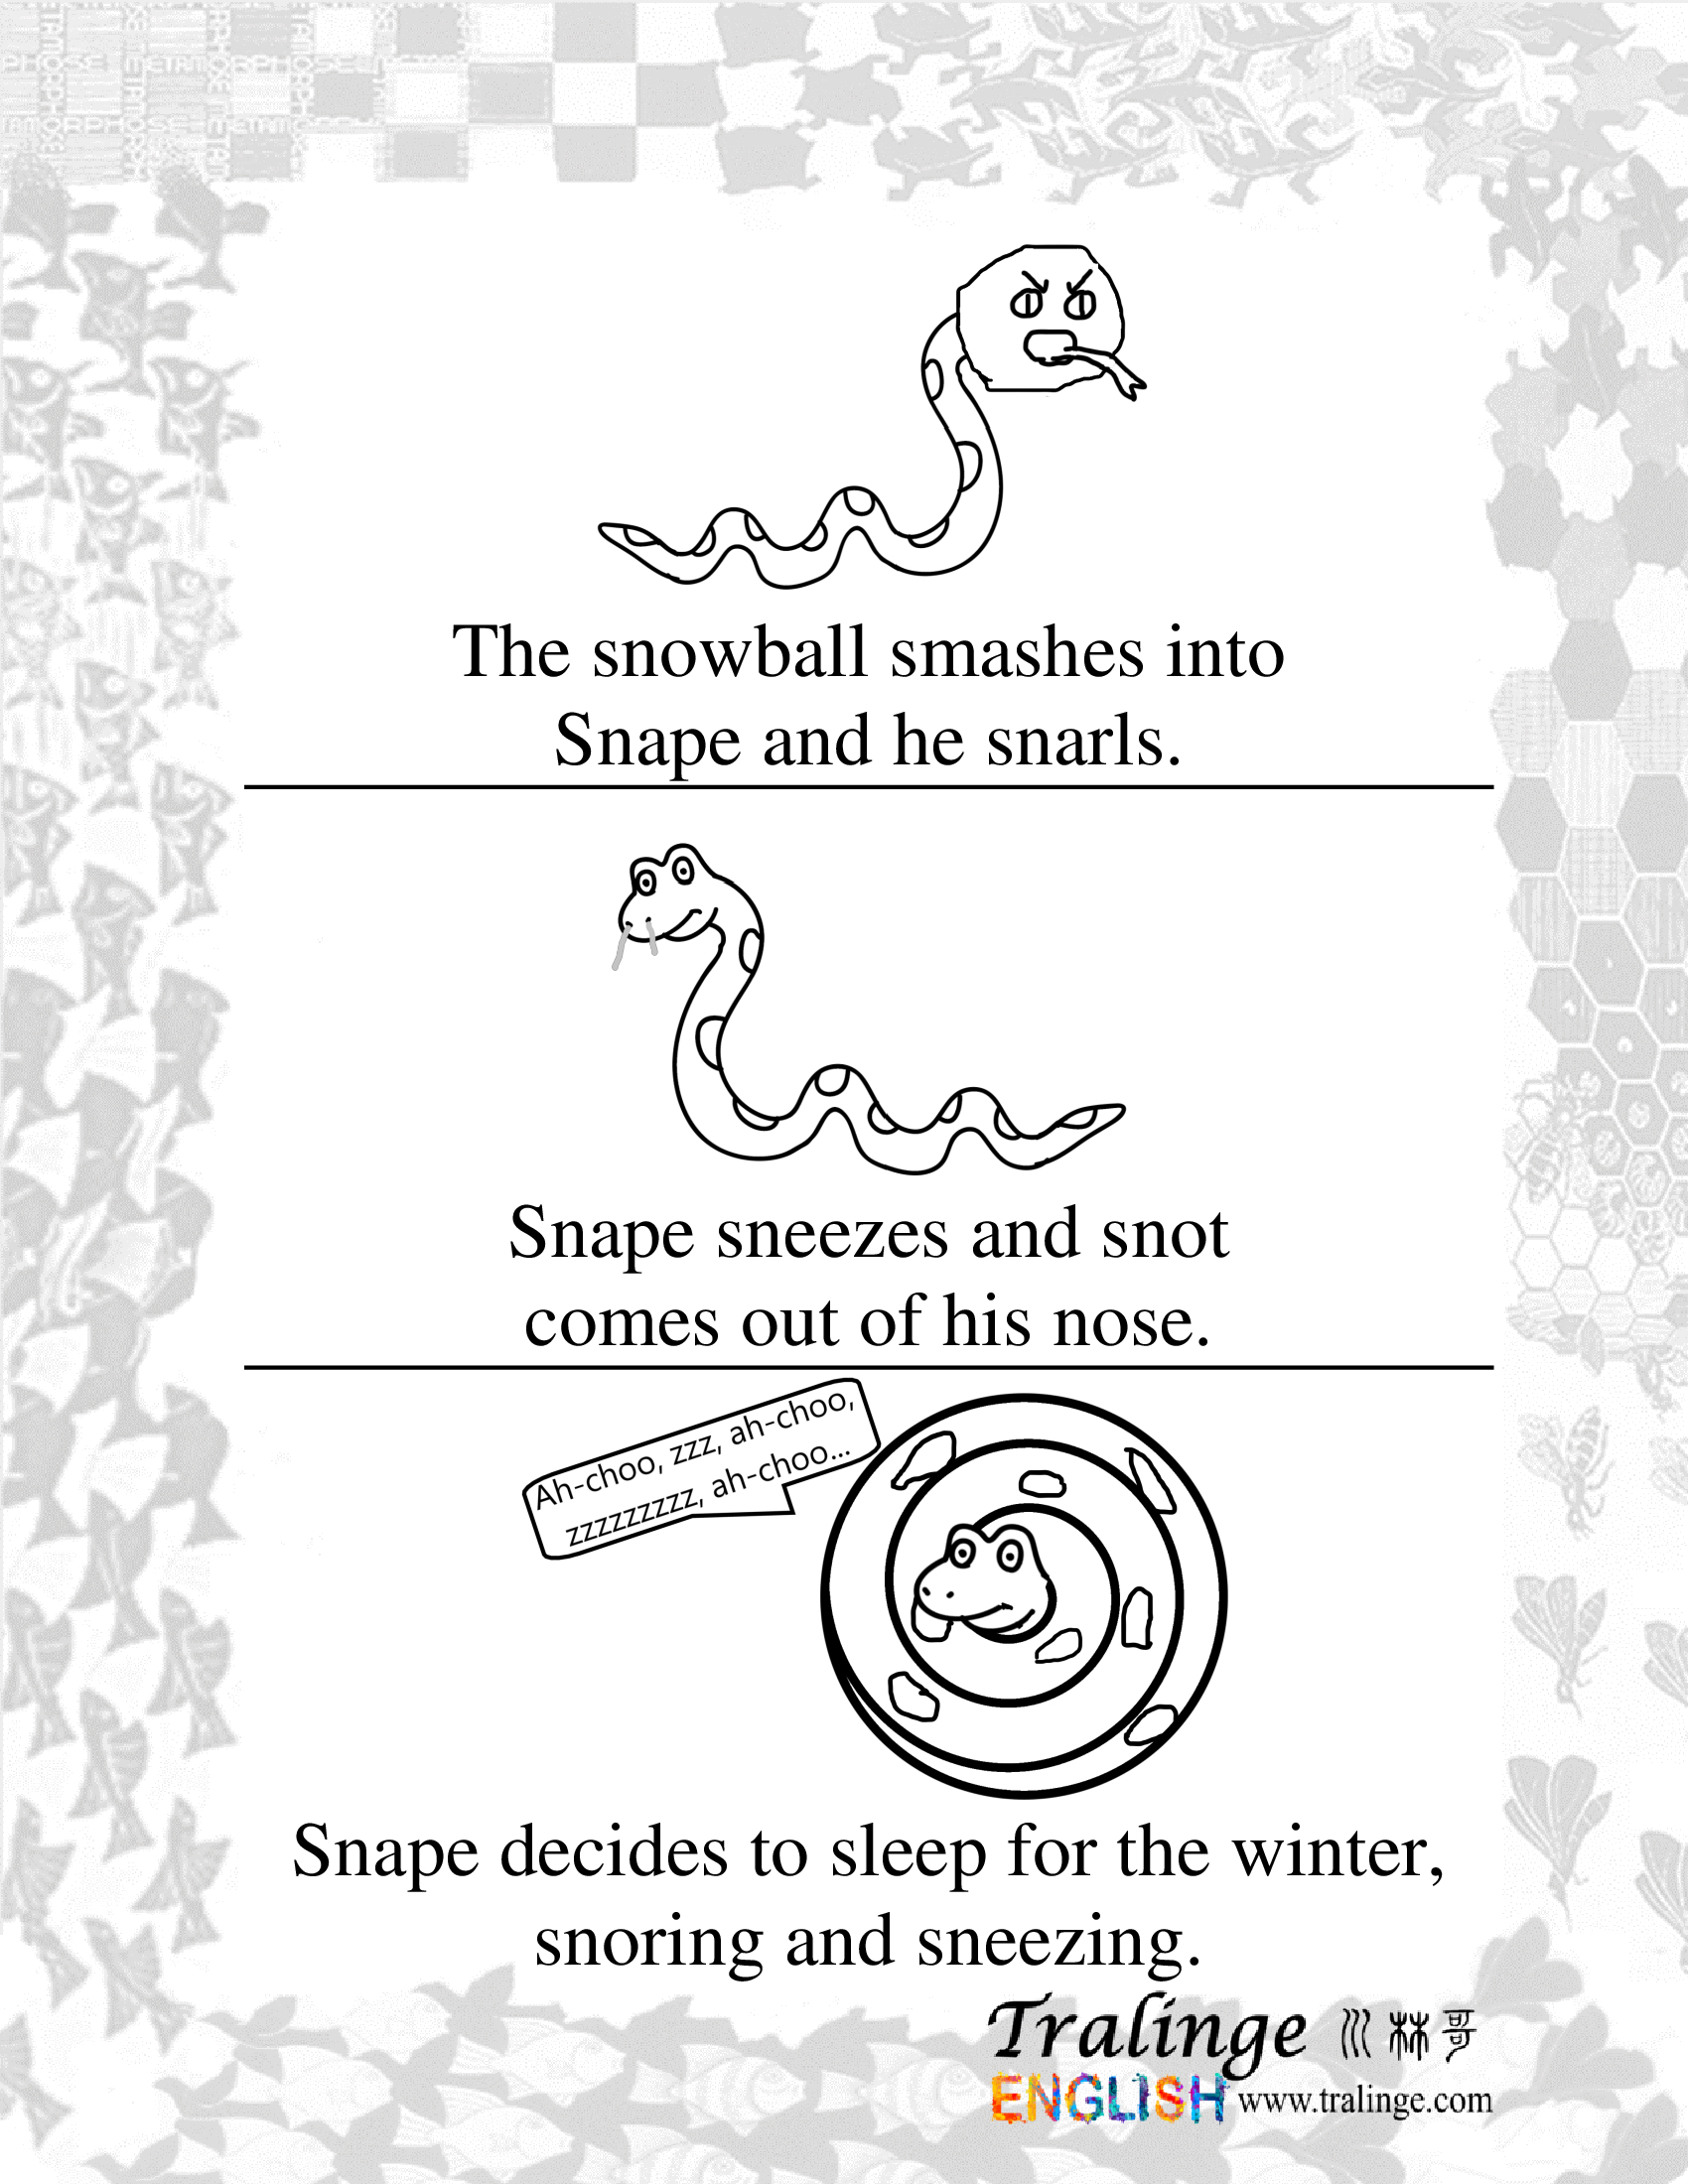 METAMORPHOSE
The snowball smashes into
Snape and he snarls.
Snape sneezes and snot
comes out of his nose.
Ah-choo, zzz, ah-choo,
zzzzzzzzz, ah-choo...
Snape decides to sleep for the winter,
snoring and sneezing.
Tralinge 川林哥
ENGLISH www.tralinge.com